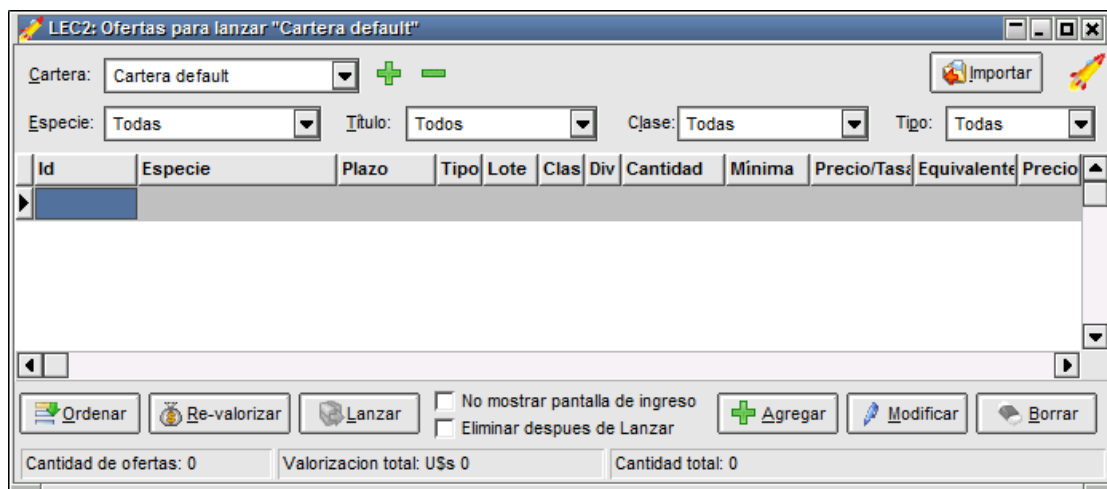 LEC2: Ofertas para lanzar "Cartera default"
Cartera: Cartera default Importar
Especie: Todas Título: Todos Clase: Todas Tipo: Todas
Id Especie Plazo Tipo Lote Clas Div Cantidad Mínima Precio/Tasa Equivalente Precio
Ordenar Re-valorizar Lanzar No mostrar pantalla de ingreso Agregar Modificar Borrar
Eliminar despues de Lanzar
Cantidad de ofertas: 0 Valorizacion total: U$s 0 Cantidad total: 0